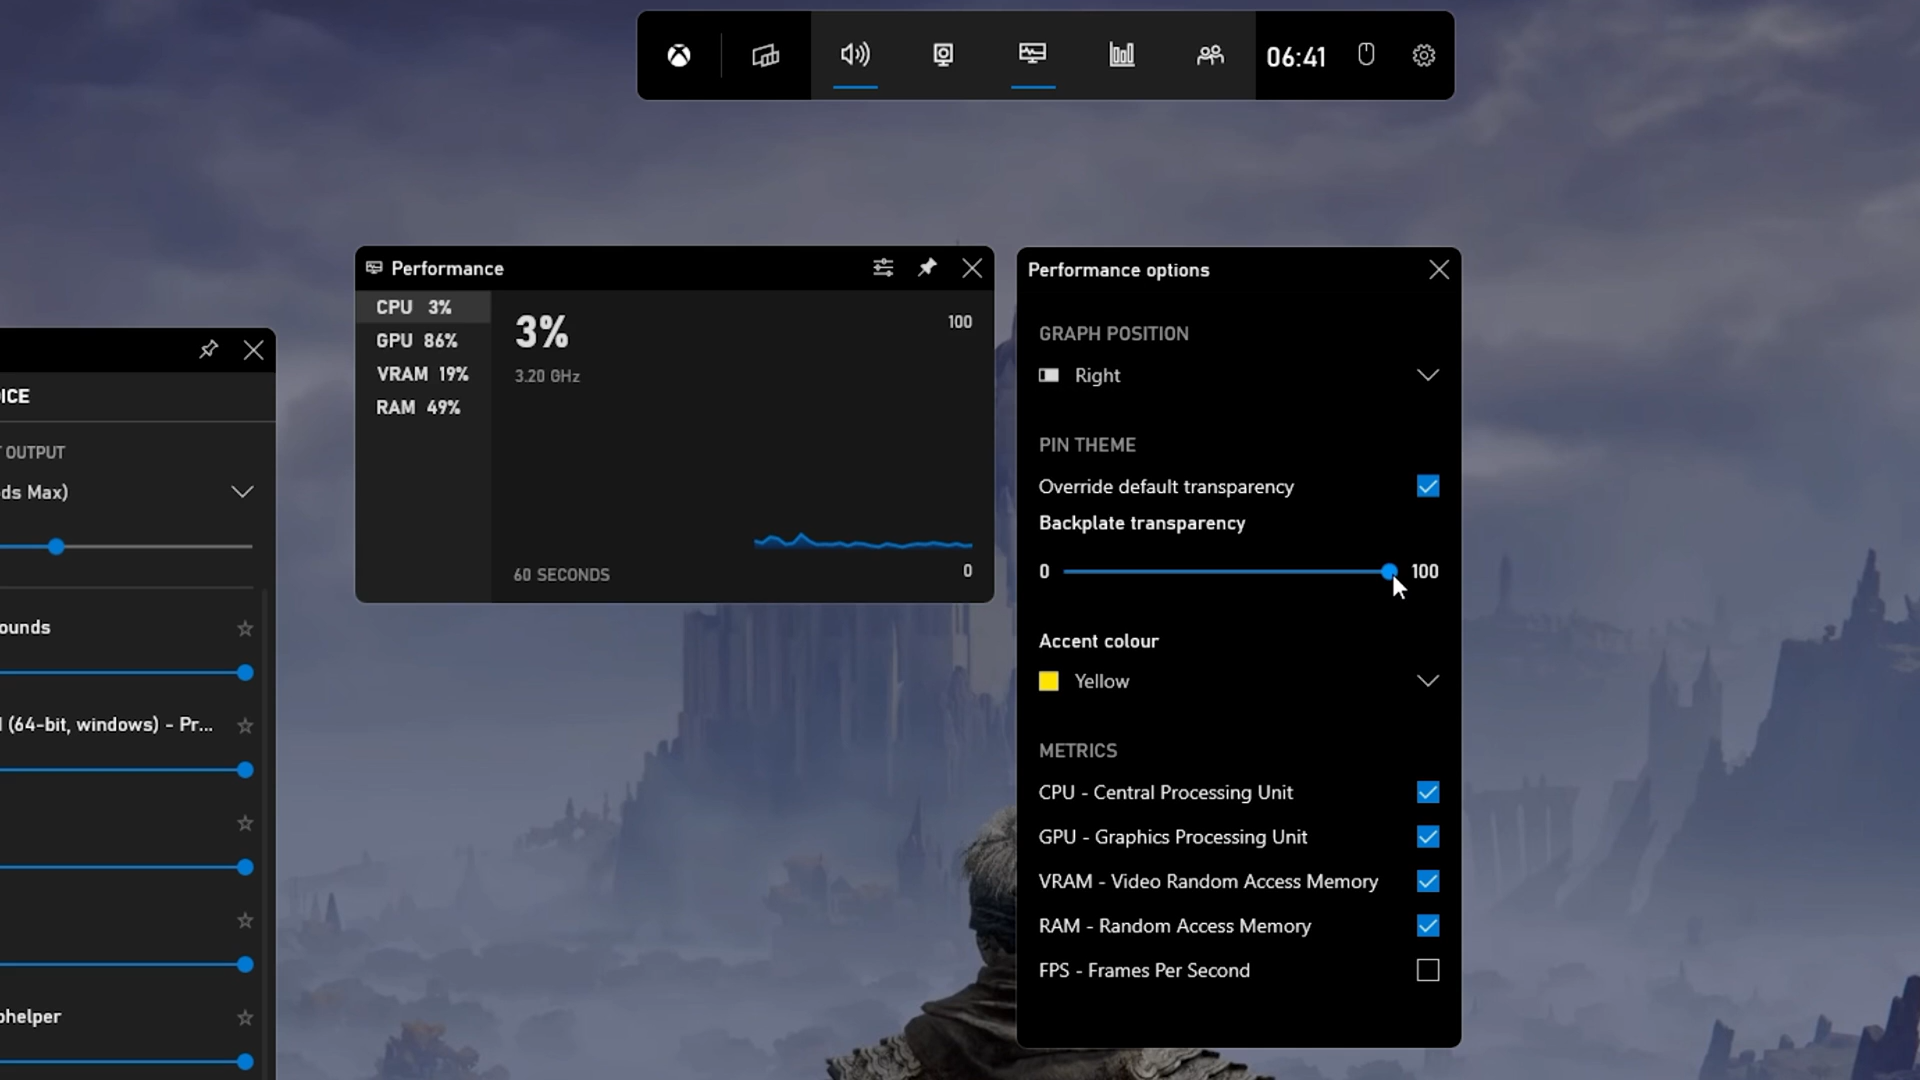 06:41
Performance
CPU 3%
GPU 86%
VRAM 19%
RAM 49%
3%
3.20 GHz
100
60 SECONDS
0
Performance options
GRAPH POSITION
Right
PIN THEME
Override default transparency
Backplate transparency
0 100
Accent colour
Yellow
METRICS
CPU - Central Processing Unit
GPU - Graphics Processing Unit
VRAM - Video Random Access Memory
RAM - Random Access Memory
FPS - Frames Per Second
ICE
OUTPUT
ds Max)
ounds
(64-bit, windows) - Pr...
phelper